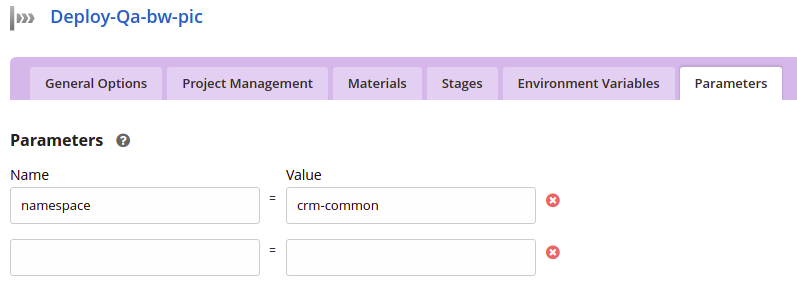 Deploy-Qa-bw-pic
General Options Project Management Materials Stages Environment Variables Parameters
Parameters ?
Name Value
namespace = crm-common
=